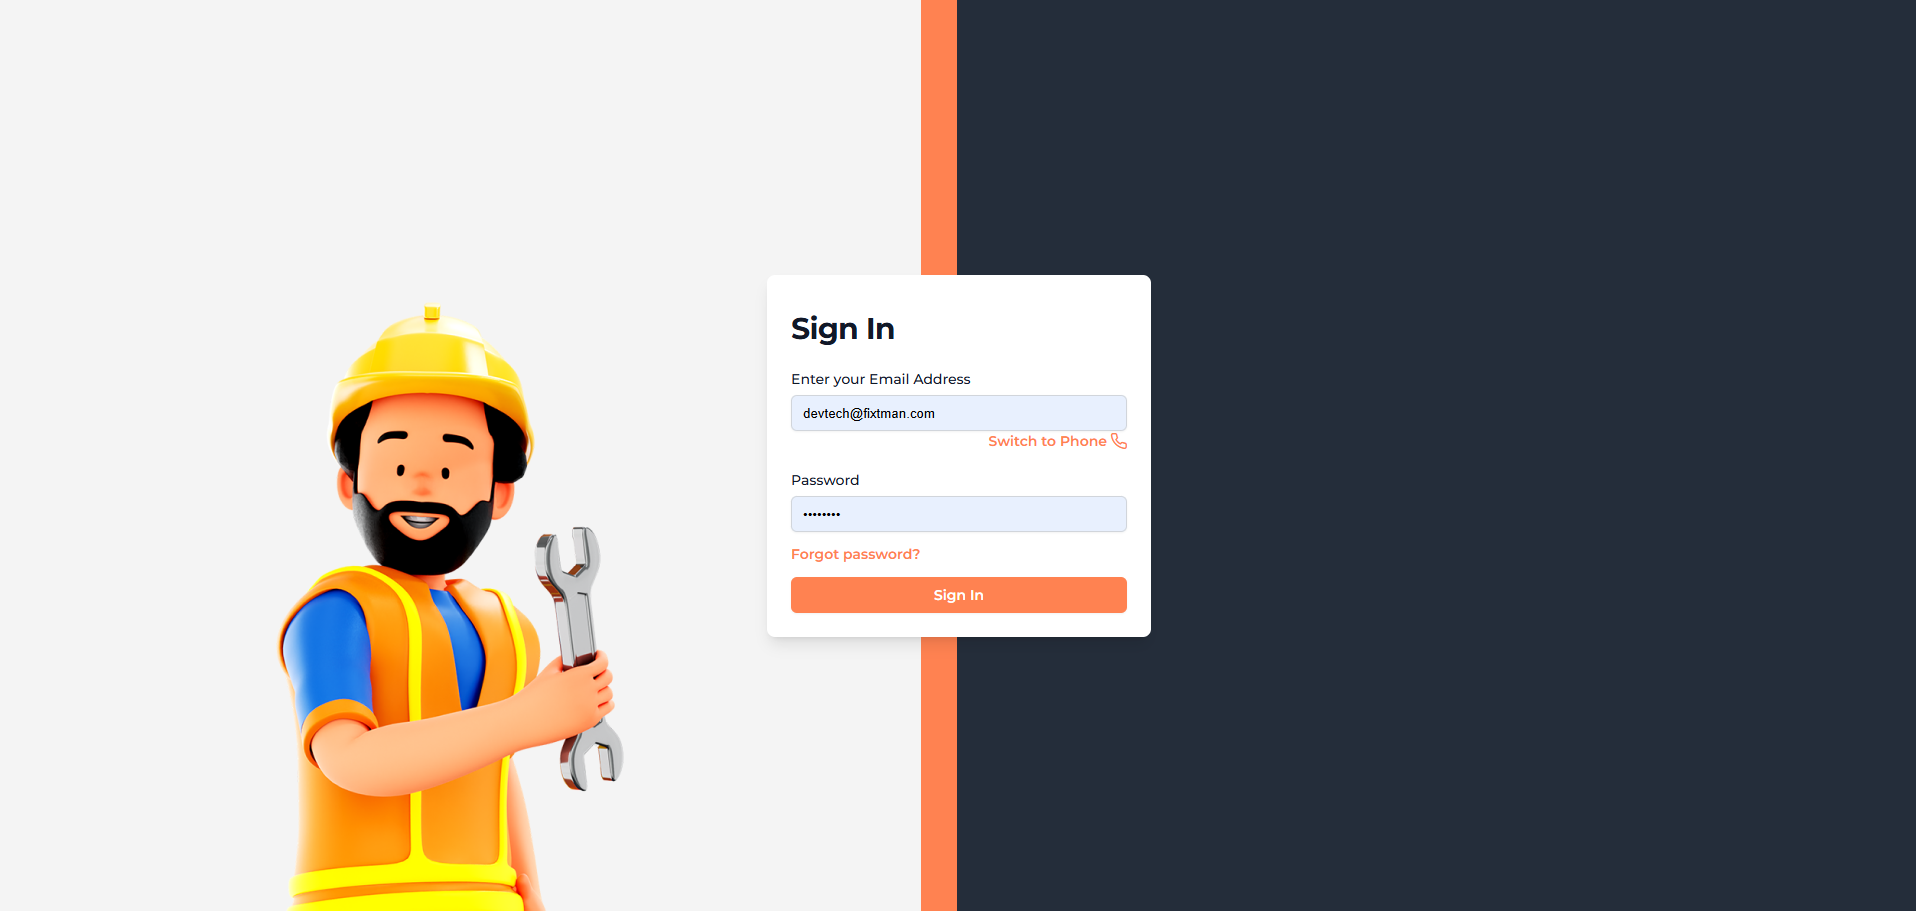 Sign In
Enter your Email Address
devtech@fixtman.com
Switch to Phone
Password
••••••••
Forgot password?
Sign In